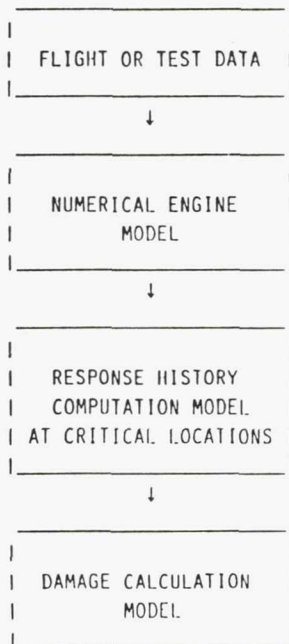 FLIGHT OR TEST DATA
↓
NUMERICAL ENGINE
MODEL
↓
RESPONSE HISTORY
COMPUTATION MODEL
AT CRITICAL LOCATIONS
↓
DAMAGE CALCULATION
MODEL